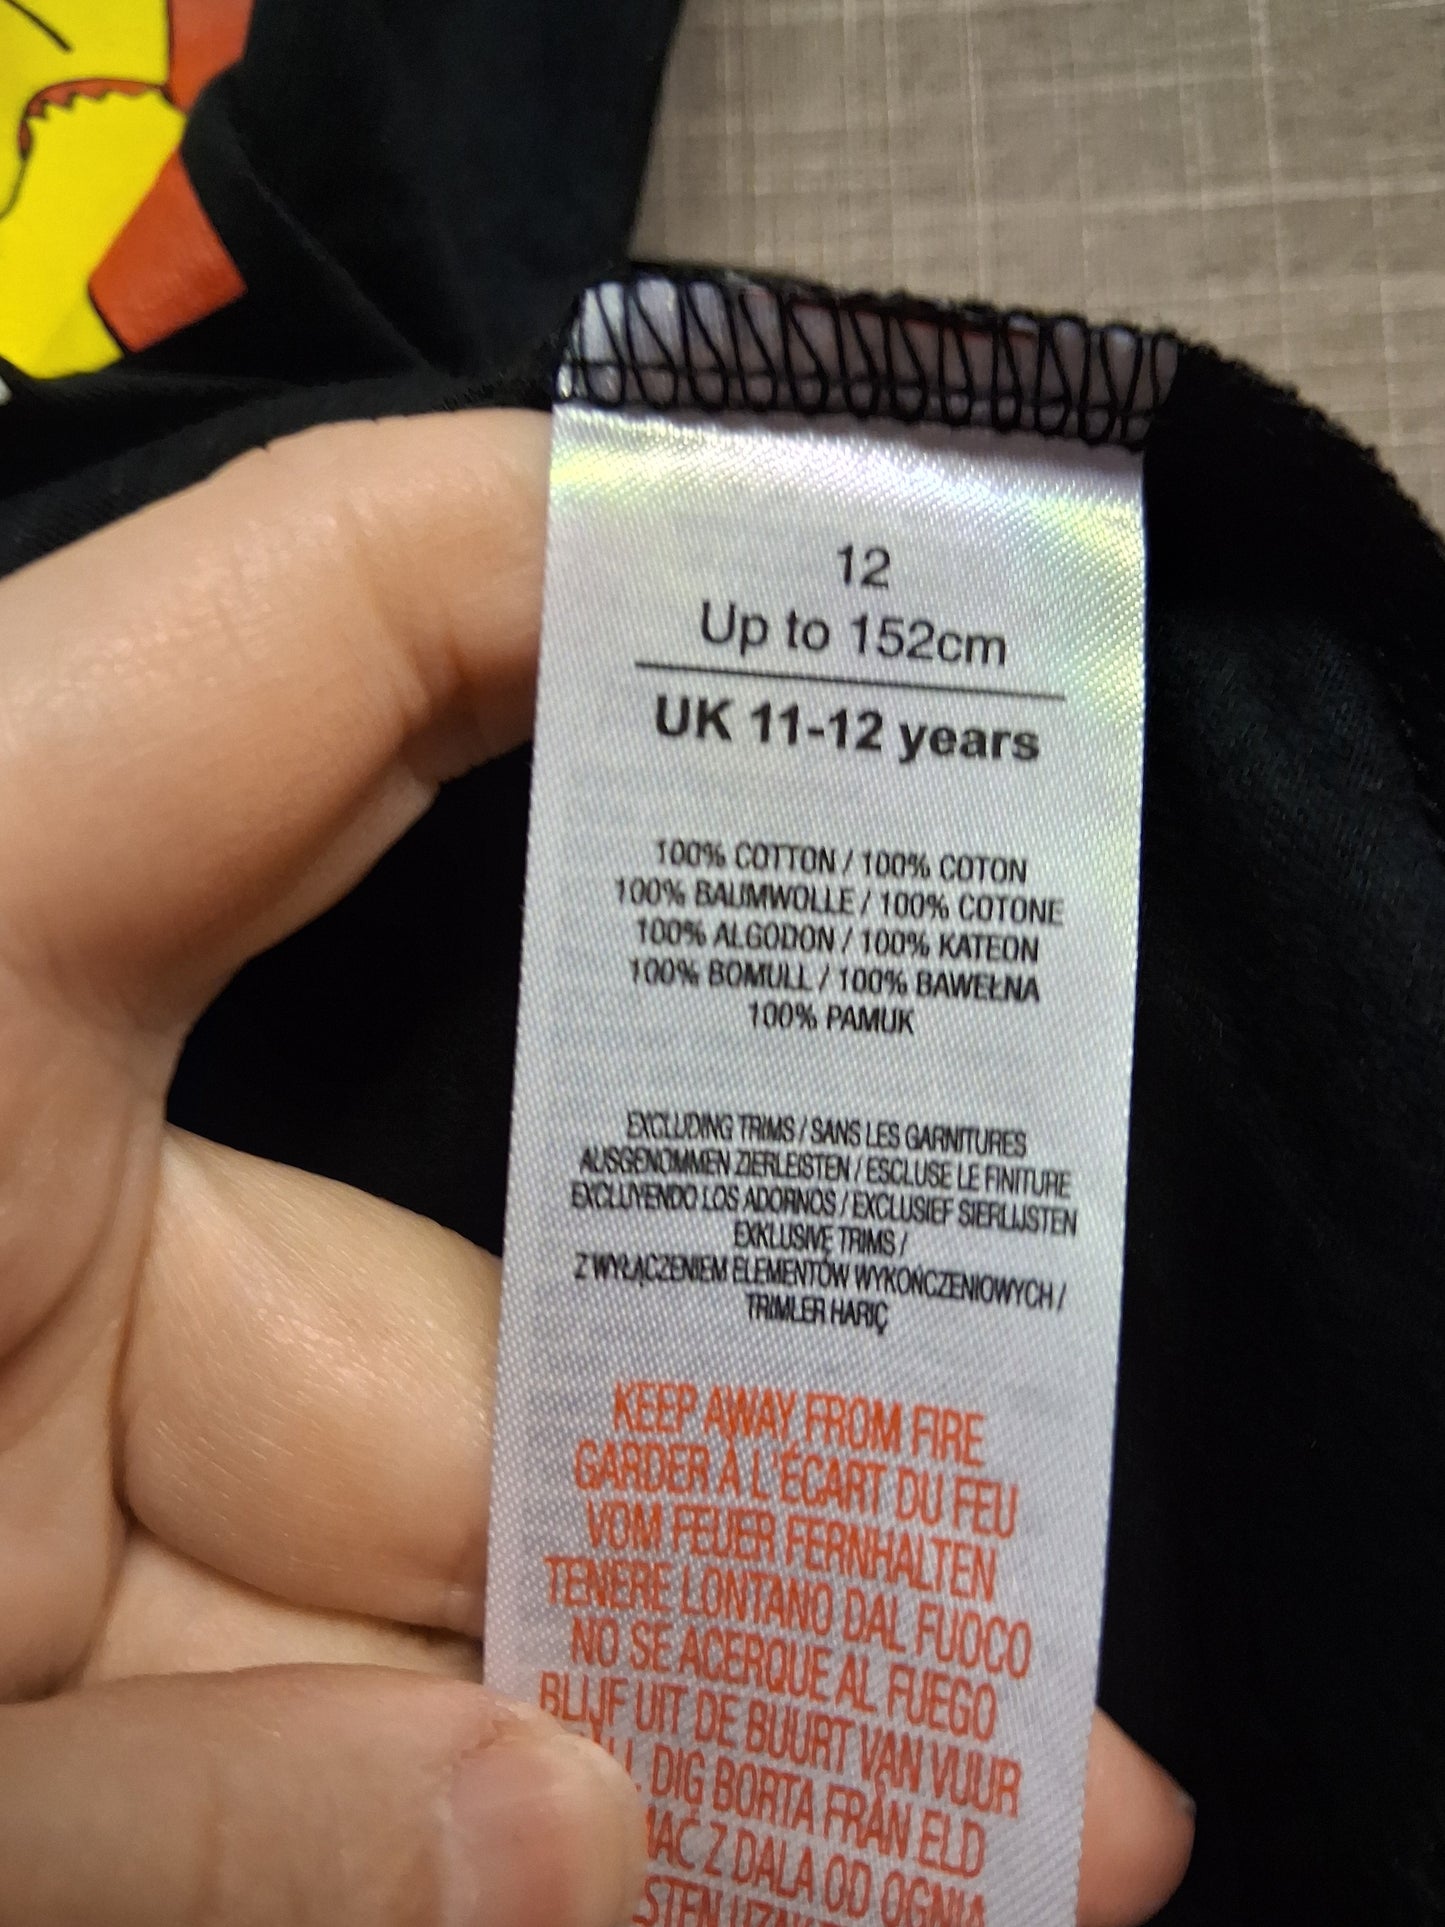 12
Up to 152cm
UK 11-12 years
100% COTTON / 100% COTON
100% BAUMWOLLE / 100% COTONE
100% ALGODON / 100% KATEON
100% BOMULL / 100% BAWEŁNA
100% PAMUK
EXCLUDING TRIMS / SANS LES GARNITURES
AUSGENOMMEN ZIERLEISTEN / ESCLUSE LE FINITURE
EXCLUYENDO LOS ADORNOS / EXCLUSIEF SIERLIJSTEN
EXKLUSIVE TRIMS /
Z WYŁĄCZENIEM ELEMENTÓW WYKOŃCZENIOWYCH /
TRIMLER HARIÇ
KEEP AWAY FROM FIRE
GARDER À L'ÉCART DU FEU
VOM FEUER FERNHALTEN
TENERE LONTANO DAL FUOCO
NO SE ACERQUE AL FUEGO
BLIJF UIT DE BUURT VAN VUUR
DIG BORTA FRÅN ELD
Z DALA OD OGNIA